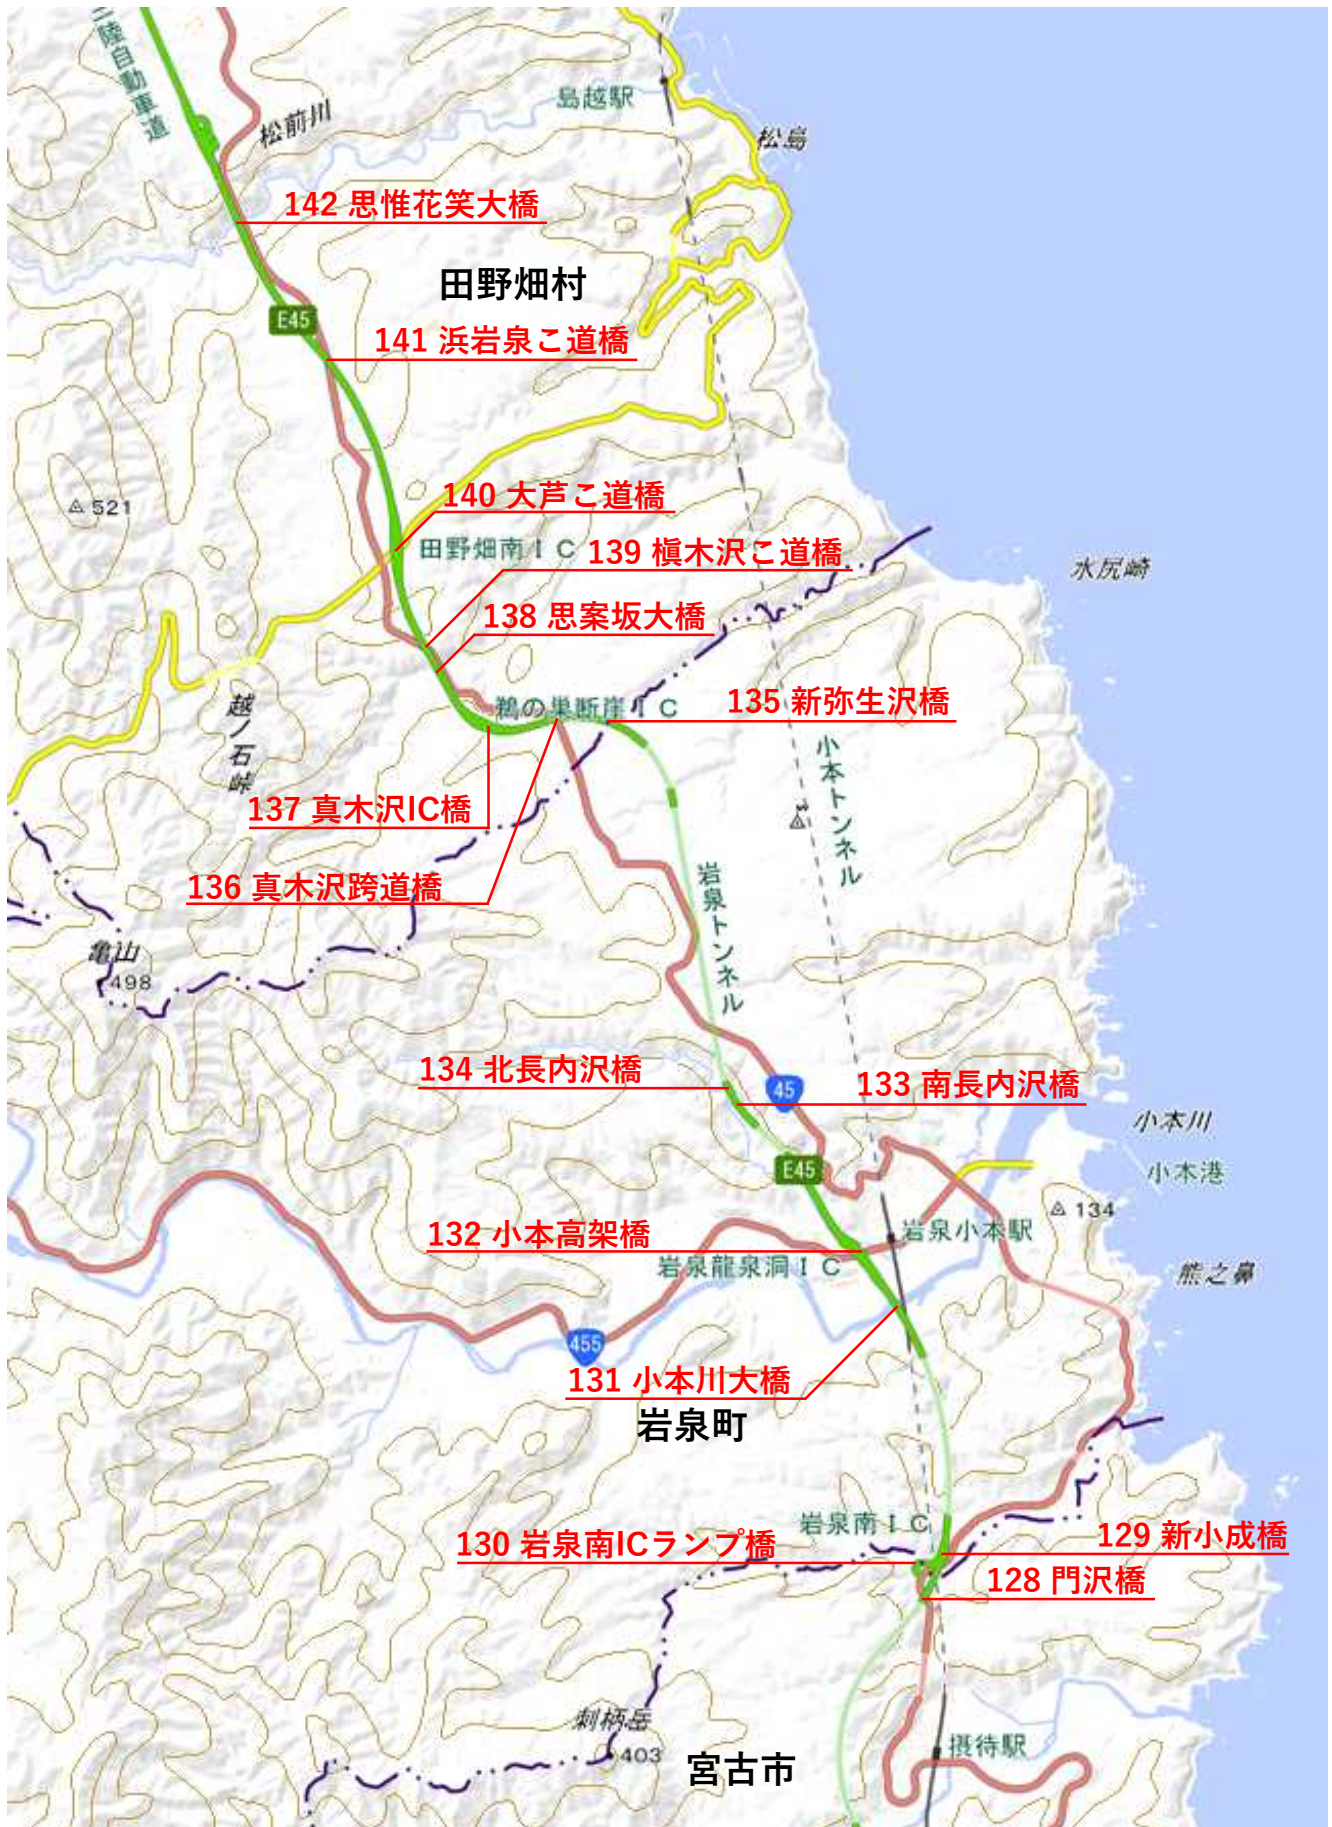 三陸自動車道
島越駅
松前川
松島
142 思惟花笑大橋
田野畑村
E45
141 浜岩泉こ道橋
140 大芦こ道橋
521
田野畑南IC
139 槇木沢こ道橋
水尻崎
138 思案坂大橋
鵜の巣断崖IC
135 新弥生沢橋
越ノ石峠
小本トンネル
137 真木沢IC橋
136 真木沢跨道橋
岩泉トンネル
亀山
498
134 北長内沢橋
45
133 南長内沢橋
小本川
E45
小本港
134
132 小本高架橋
岩泉小本駅
岩泉龍泉洞IC
熊之鼻
455
131 小本川大橋
岩泉町
岩泉南IC
130 岩泉南ICランプ橋
129 新小成橋
128 門沢橋
刺柄岳
403
摂待駅
宮古市